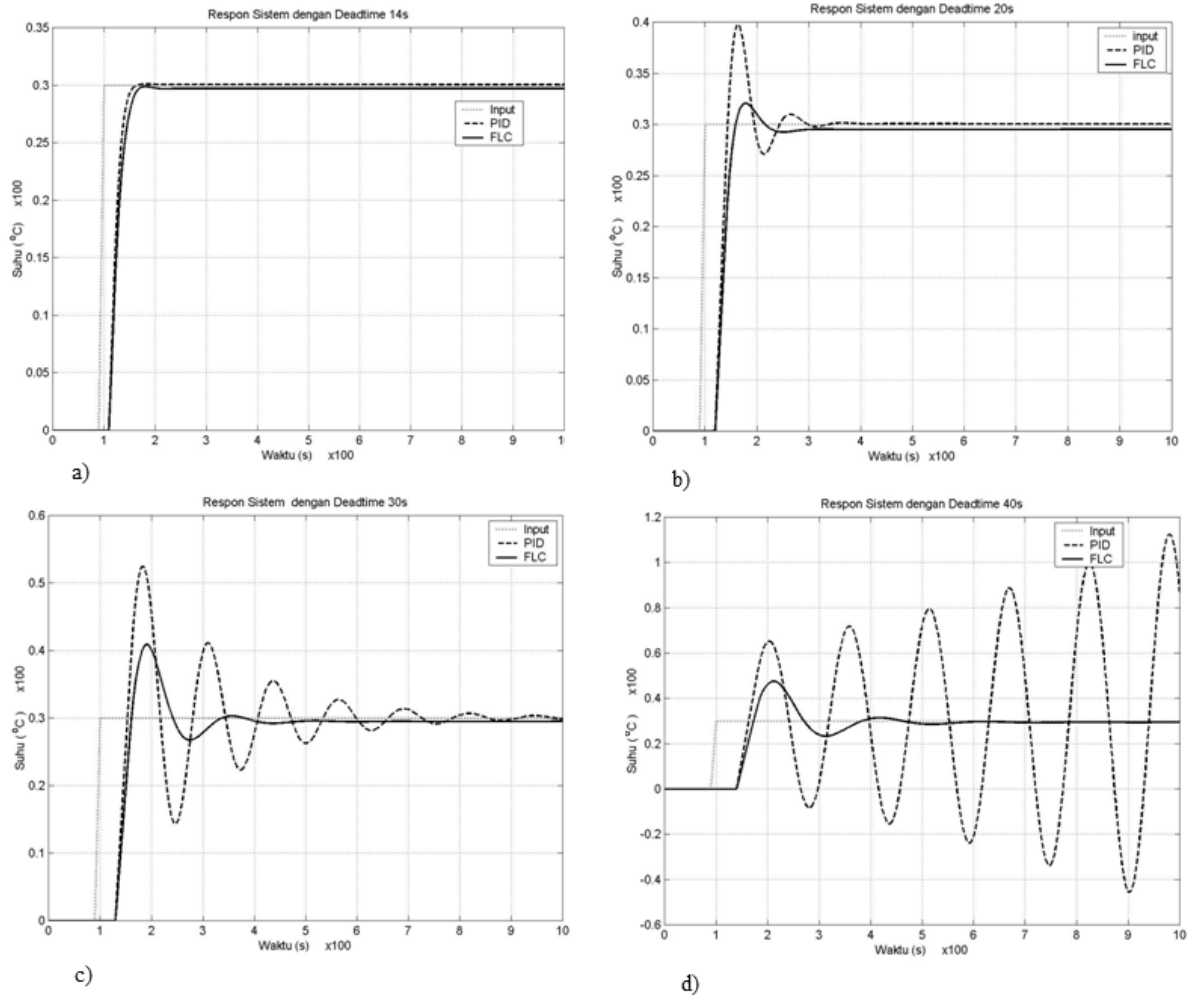 Respon Sistem dengan Deadtime 14s
0.35
0.3
0.25
0.2
0.15
0.1
0.05
0
Suhu (°C) x100
Input
PID
FLC
0 1 2 3 4 5 6 7 8 9 10
Waktu (s) x100
a)
Respon Sistem dengan Deadtime 20s
0.4
0.35
0.3
0.25
0.2
0.15
0.1
0.05
0
Suhu (°C) x100
input
PID
FLC
0 1 2 3 4 5 6 7 8 9 10
Waktu (s) x100
b)
Respon Sistem dengan Deadtime 30s
0.6
0.5
0.4
0.3
0.2
0.1
0
Suhu (°C) x100
Input
PID
FLC
0 1 2 3 4 5 6 7 8 9 10
Waktu (s) x100
c)
Respon Sistem dengan Deadtime 40s
1.2
1
0.8
0.6
0.4
0.2
0
-0.2
-0.4
-0.6
Suhu (°C) x100
Input
PID
FLC
0 1 2 3 4 5 6 7 8 9 10
Waktu (s) x100
d)